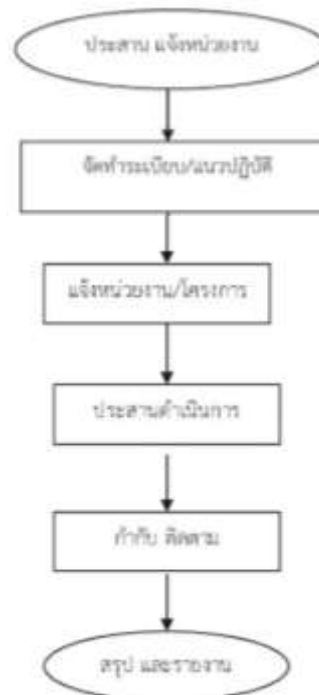 ประสาน แจ้งหน่วยงาน
จัดทำระเบียบ/แนวปฏิบัติ
แจ้งหน่วยงาน/โครงการ
ประสานดำเนินการ
กำกับ ติดตาม
สรุป และรายงาน